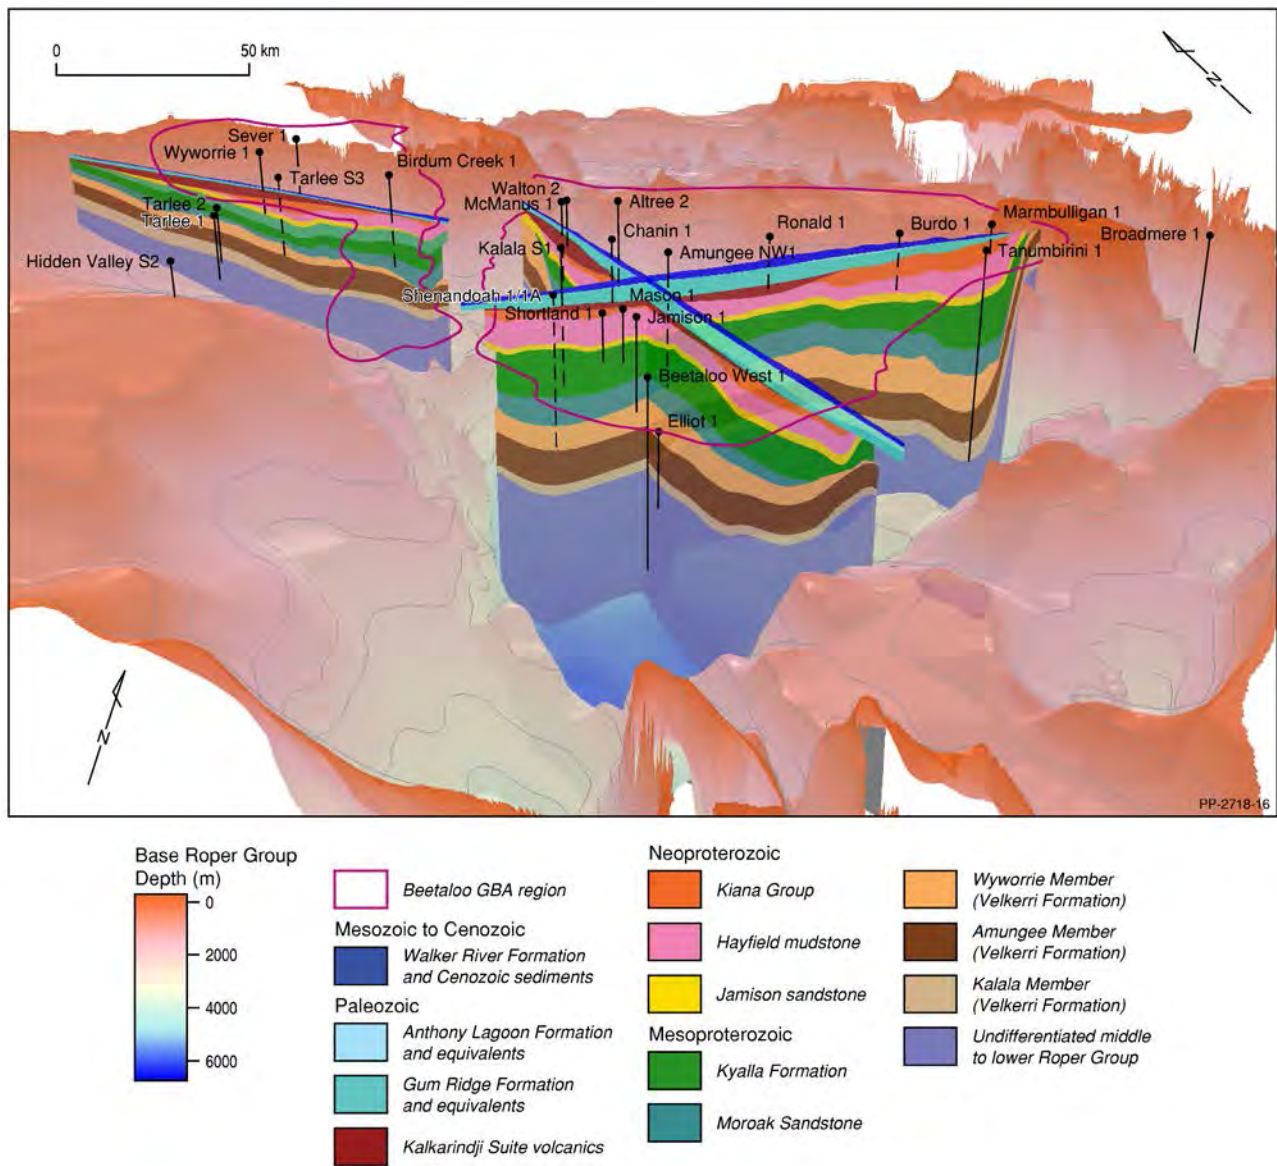 0
50 km
N
Sever 1
Wyworrie 1
Birdum Creek 1
Tarlee S3
Walton 2
McManus 1
Altree 2
Tarlee 2
Tarlee 1
Chanin 1
Ronald 1
Burdo 1
Marmbulligan 1
Broadmere 1
Kalala S1
Amungee NW1
Tanumbirini 1
Hidden Valley S2
Shenandoah 1/1A
Mason 1
Shortland 1
Jamison 1
Beetaloo West 1
Elliot 1
N
PP-2718-16
Base Roper Group
Depth (m)
0
2000
4000
6000
Beetaloo GBA region
Mesozoic to Cenozoic
Walker River Formation
and Cenozoic sediments
Paleozoic
Anthony Lagoon Formation
and equivalents
Gum Ridge Formation
and equivalents
Kalkarindji Suite volcanics
Neoproterozoic
Kiana Group
Hayfield mudstone
Jamison sandstone
Mesoproterozoic
Kyalla Formation
Moroak Sandstone
Wyworrie Member
(Velkerri Formation)
Amungee Member
(Velkerri Formation)
Kalala Member
(Velkerri Formation)
Undifferentiated middle
to lower Roper Group